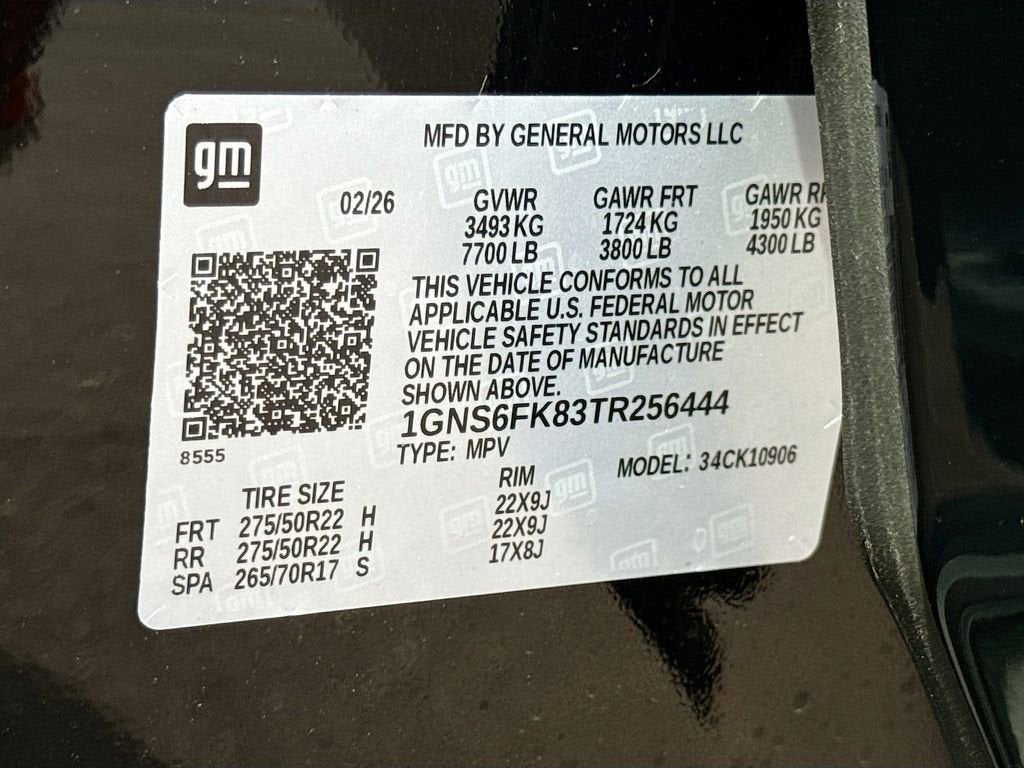 gm
MFD BY GENERAL MOTORS LLC
02/26 GVWR GAWR FRT GAWR
3493 KG 1724 KG 1950 KG
7700 LB 3800 LB 4300 LB
THIS VEHICLE CONFORMS TO ALL
APPLICABLE U.S. FEDERAL MOTOR
VEHICLE SAFETY STANDARDS IN EFFECT
ON THE DATE OF MANUFACTURE
SHOWN ABOVE.
1GNS6FK83TR256444
8555 TYPE: MPV MODEL: 34CK10906
TIRE SIZE RIM
FRT 275/50R22 H 22X9J
RR 275/50R22 H 22X9J
SPA 265/70R17 S 17X8J